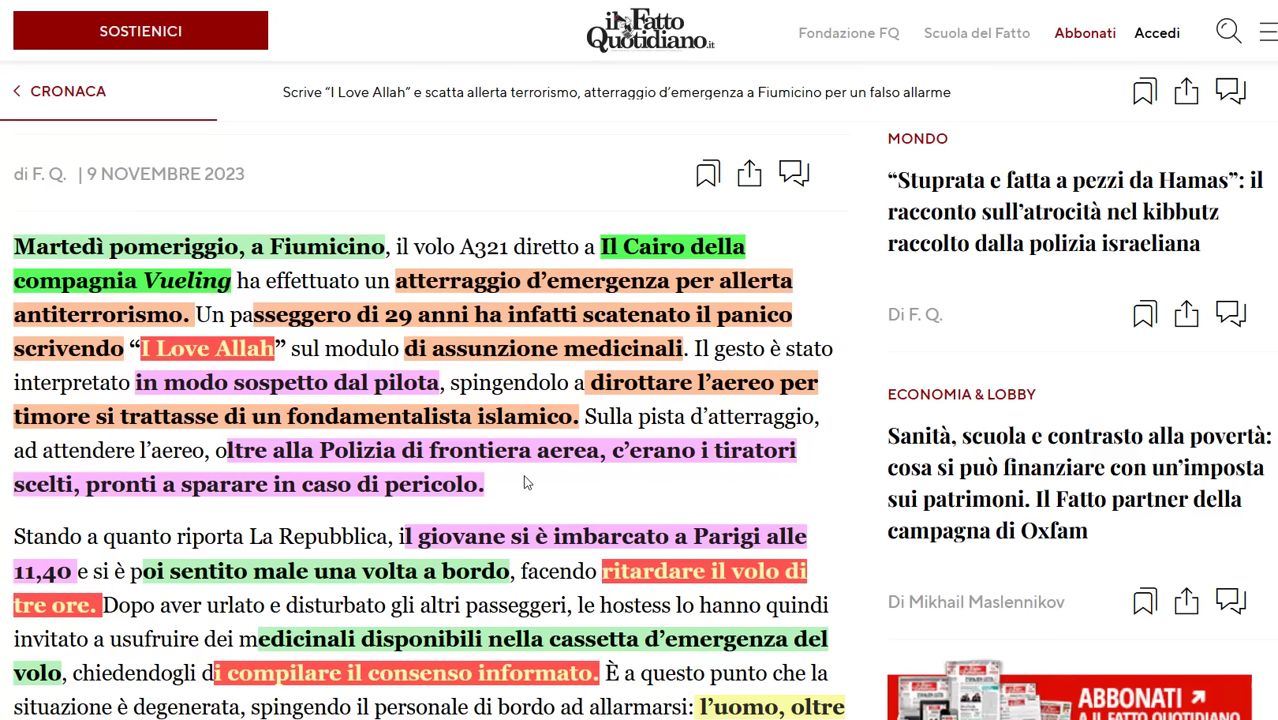 SOSTIENICI
il Fatto
Quotidiano.it
Fondazione FQ
Scuola del Fatto
Abbonati
Accedi
CRONACA
Scrive “I Love Allah” e scatta allerta terrorismo, atterraggio d’emergenza a Fiumicino per un falso allarme
di F. Q. | 9 NOVEMBRE 2023
Martedì pomeriggio, a Fiumicino, il volo A321 diretto a Il Cairo della
compagnia Vueling ha effettuato un atterraggio d’emergenza per allerta
antiterrorismo. Un passeggero di 29 anni ha infatti scatenato il panico
scrivendo “I Love Allah” sul modulo di assunzione medicinali. Il gesto è stato
interpretato in modo sospetto dal pilota, spingendolo a dirottare l’aereo per
timore si trattasse di un fondamentalista islamico. Sulla pista d’atterraggio,
ad attendere l’aereo, oltre alla Polizia di frontiera aerea, c’erano i tiratori
scelti, pronti a sparare in caso di pericolo.
Stando a quanto riporta La Repubblica, il giovane si è imbarcato a Parigi alle
11,40 e si è poi sentito male una volta a bordo, facendo ritardare il volo di
tre ore. Dopo aver urlato e disturbato gli altri passeggeri, le hostess lo hanno quindi
invitato a usufruire dei medicinali disponibili nella cassetta d’emergenza del
volo, chiedendogli di compilare il consenso informato. È a questo punto che la
situazione è degenerata, spingendo il personale di bordo ad allarmarsi: l’uomo, oltre
MONDO
“Stuprata e fatta a pezzi da Hamas”: il
racconto sull’atrocità nel kibbutz
raccolto dalla polizia israeliana
Di F. Q.
ECONOMIA & LOBBY
Sanità, scuola e contrasto alla povertà:
cosa si può finanziare con un’imposta
sui patrimoni. Il Fatto partner della
campagna di Oxfam
Di Mikhail Maslennikov
ABBONATI
A IL FATTO QUOTIDIANO